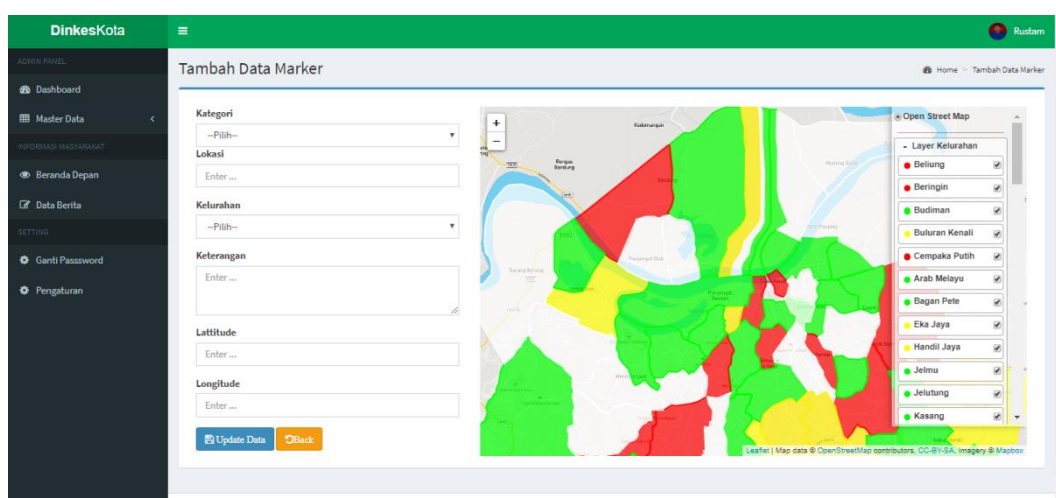 DinkesKota
Rustam
ADMIN PANEL
Dashboard
Master Data
INFORMASI MASYARAKAT
Beranda Depan
Data Berita
SETTING
Ganti Passsword
Pengaturan
Tambah Data Marker
Home > Tambah Data Marker
Kategori
--Pilih--
Lokasi
Enter ...
Kelurahan
--Pilih--
Keterangan
Enter ...
Lattitude
Enter ...
Longitude
Enter ...
Update Data
Back
+
−
Rengas
Bandung
Open Street Map
- Layer Kelurahan
Beliung
Beringin
Budiman
Buluran Kenali
Cempaka Putih
Arab Melayu
Bagan Pete
Eka Jaya
Handil Jaya
Jelmu
Jelutung
Kasang
Leaflet | Map data © OpenStreetMap contributors, CC-BY-SA, Imagery © Mapbox